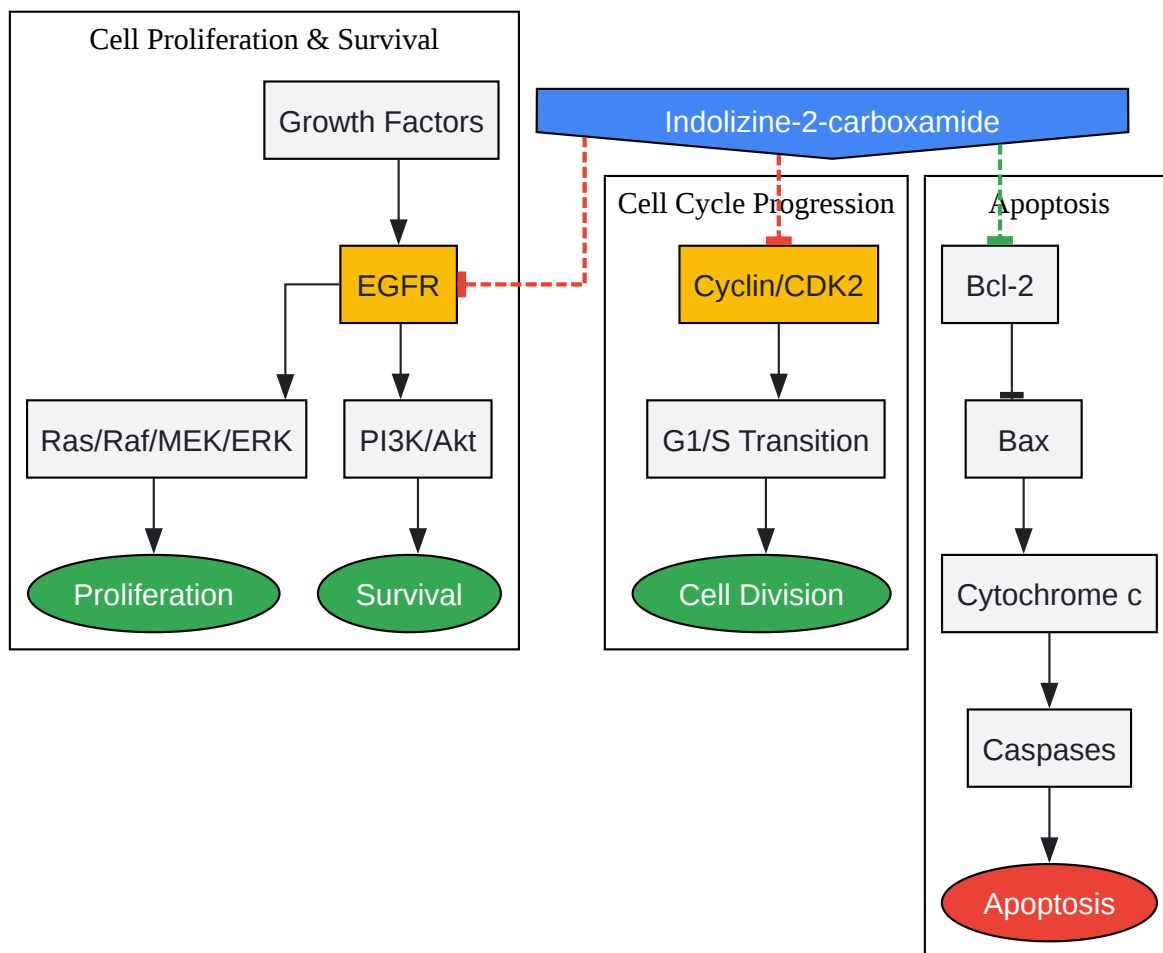 Cell Proliferation & Survival
Growth Factors
Indolizine-2-carboxamide
Cell Cycle Progression
Apoptosis
EGFR
Cyclin/CDK2
Bcl-2
Ras/Raf/MEK/ERK
PI3K/Akt
G1/S Transition
Bax
Proliferation
Survival
Cell Division
Cytochrome c
Caspases
Apoptosis